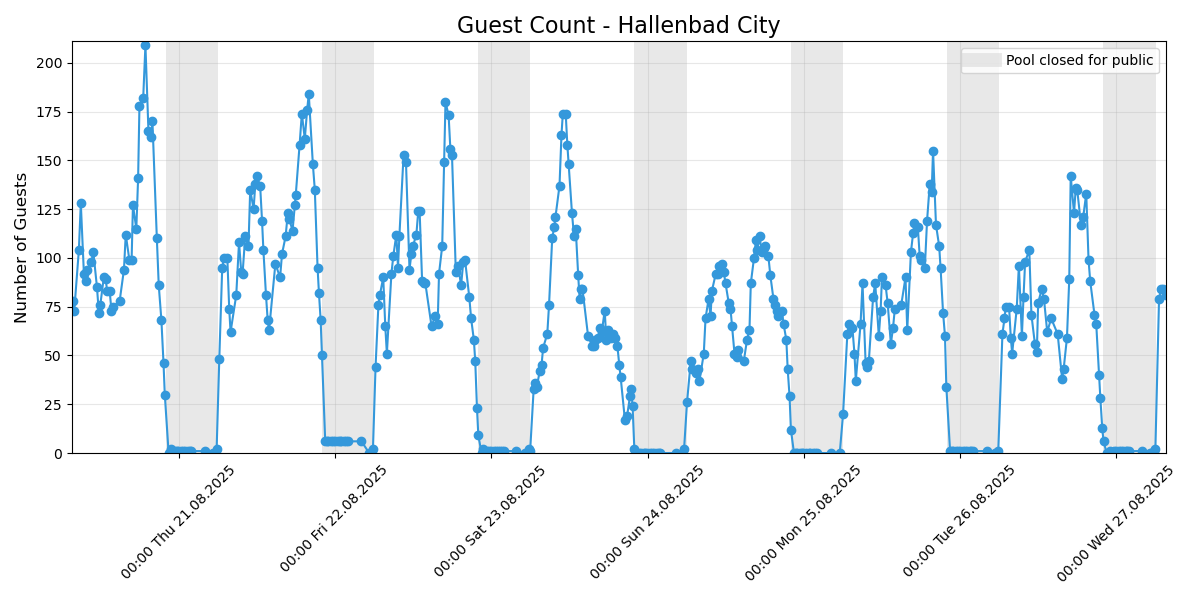 Guest Count - Hallenbad City
Pool closed for public
Number of Guests
200
175
150
125
100
75
50
25
0
00:00 Thu 21.08.2025
00:00 Fri 22.08.2025
00:00 Sat 23.08.2025
00:00 Sun 24.08.2025
00:00 Mon 25.08.2025
00:00 Tue 26.08.2025
00:00 Wed 27.08.2025